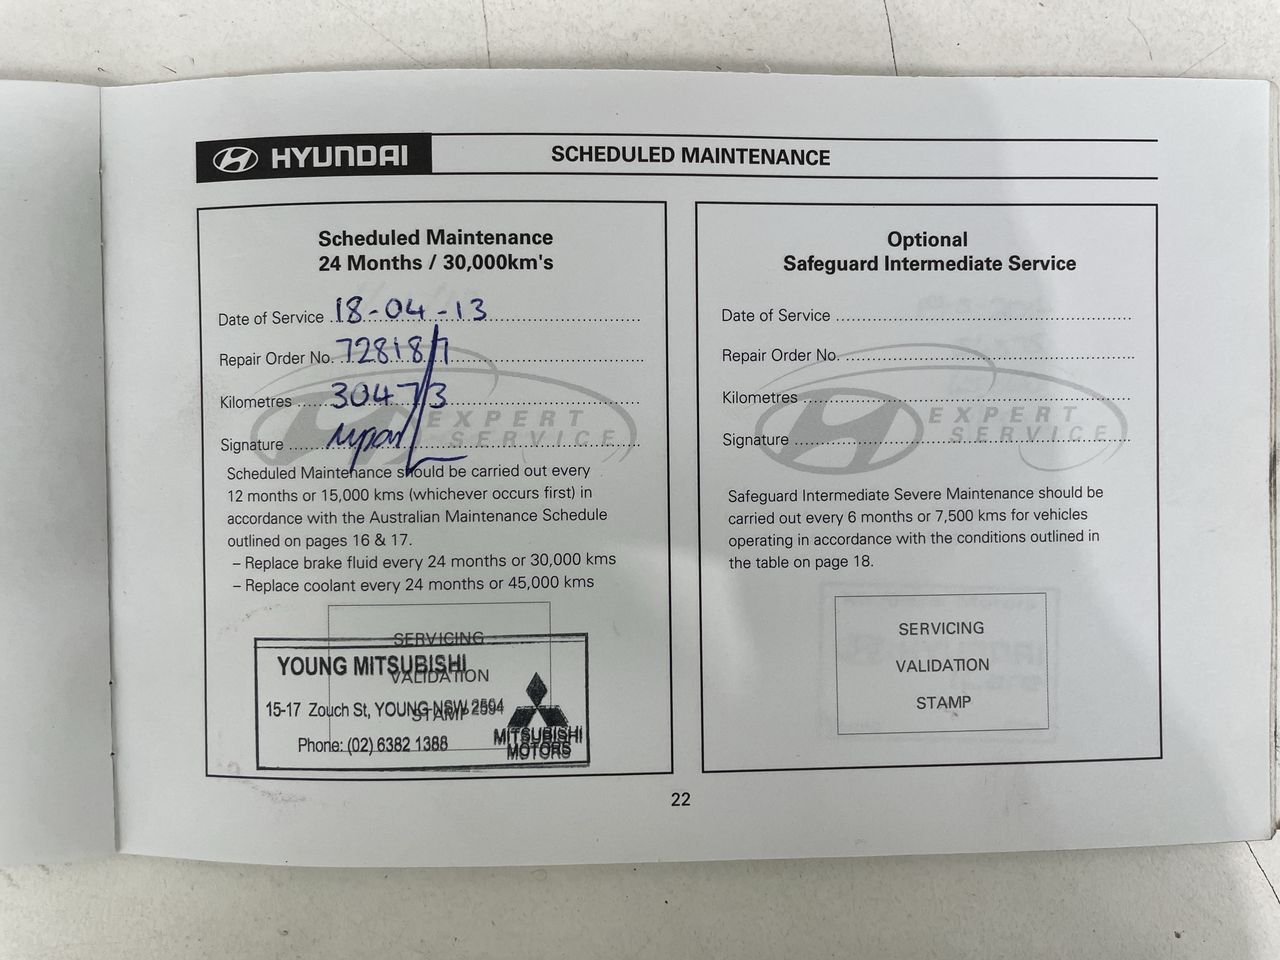 HYUNDAI
SCHEDULED MAINTENANCE
Scheduled Maintenance
24 Months / 30,000km's
Date of Service 18-04-13
Repair Order No. 728187
Kilometres 30473
Signature
EXPERT
SERVICE
Scheduled Maintenance should be carried out every
12 months or 15,000 kms (whichever occurs first) in
accordance with the Australian Maintenance Schedule
outlined on pages 16 & 17.
– Replace brake fluid every 24 months or 30,000 kms
– Replace coolant every 24 months or 45,000 kms
SERVICING
VALIDATION
STAMP
YOUNG MITSUBISHI
15-17 Zouch St, YOUNG NSW 2594
Phone: (02) 6382 1388
MITSUBISHI
MOTORS
Optional
Safeguard Intermediate Service
Date of Service
Repair Order No.
Kilometres
Signature
EXPERT
SERVICE
Safeguard Intermediate Severe Maintenance should be
carried out every 6 months or 7,500 kms for vehicles
operating in accordance with the conditions outlined in
the table on page 18.
SERVICING
VALIDATION
STAMP
22